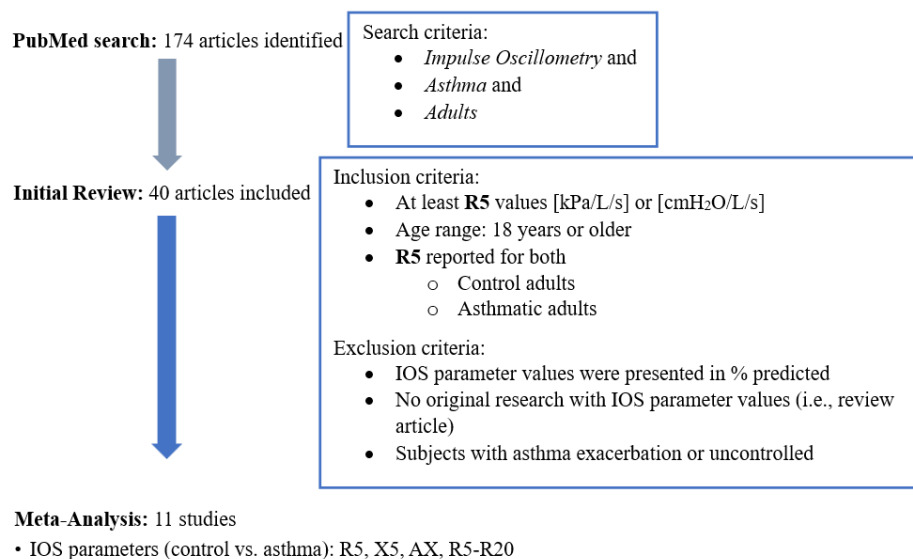 PubMed search: 174 articles identified
Search criteria:
• Impulse Oscillometry and
• Asthma and
• Adults
Initial Review: 40 articles included
Inclusion criteria:
• At least R5 values [kPa/L/s] or [cmH₂O/L/s]
• Age range: 18 years or older
• R5 reported for both
o Control adults
o Asthmatic adults
Exclusion criteria:
• IOS parameter values were presented in % predicted
• No original research with IOS parameter values (i.e., review
article)
• Subjects with asthma exacerbation or uncontrolled
Meta-Analysis: 11 studies
• IOS parameters (control vs. asthma): R5, X5, AX, R5-R20